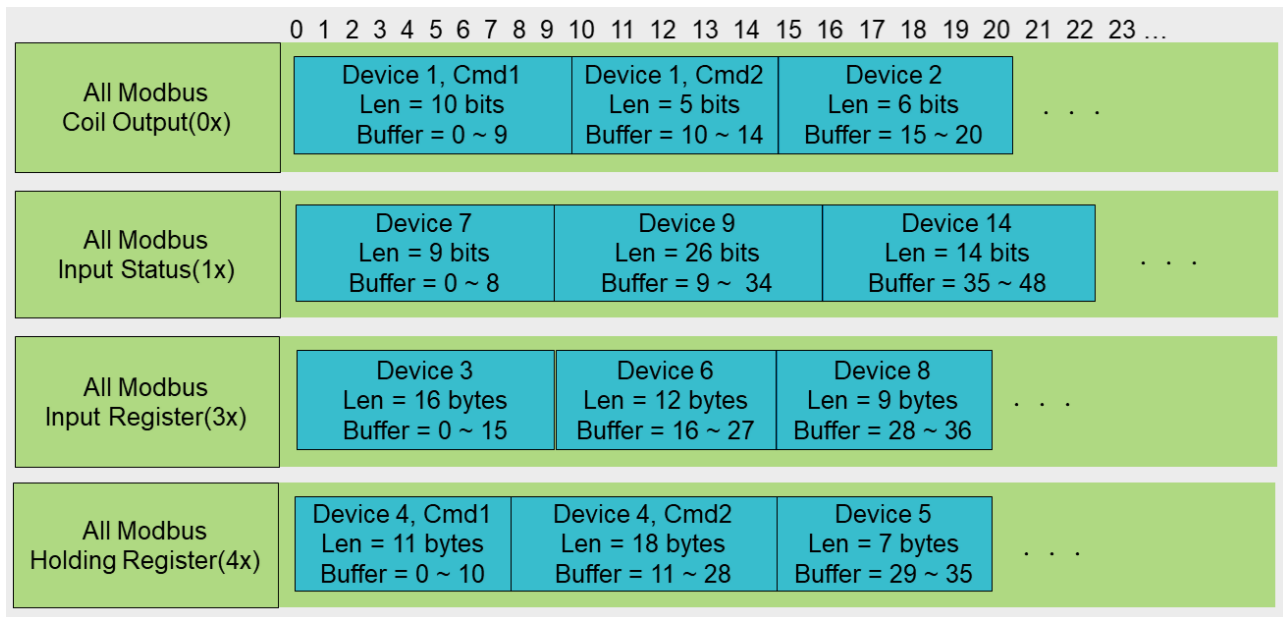 0 1 2 3 4 5 6 7 8 9 10 11 12 13 14 15 16 17 18 19 20 21 22 23 ...
All Modbus
Coil Output(0x)
Device 1, Cmd1
Len = 10 bits
Buffer = 0 ~ 9
Device 1, Cmd2
Len = 5 bits
Buffer = 10 ~ 14
Device 2
Len = 6 bits
Buffer = 15 ~ 20
. . .
All Modbus
Input Status(1x)
Device 7
Len = 9 bits
Buffer = 0 ~ 8
Device 9
Len = 26 bits
Buffer = 9 ~ 34
Device 14
Len = 14 bits
Buffer = 35 ~ 48
. . .
All Modbus
Input Register(3x)
Device 3
Len = 16 bytes
Buffer = 0 ~ 15
Device 6
Len = 12 bytes
Buffer = 16 ~ 27
Device 8
Len = 9 bytes
Buffer = 28 ~ 36
. . .
All Modbus
Holding Register(4x)
Device 4, Cmd1
Len = 11 bytes
Buffer = 0 ~ 10
Device 4, Cmd2
Len = 18 bytes
Buffer = 11 ~ 28
Device 5
Len = 7 bytes
Buffer = 29 ~ 35
. . .